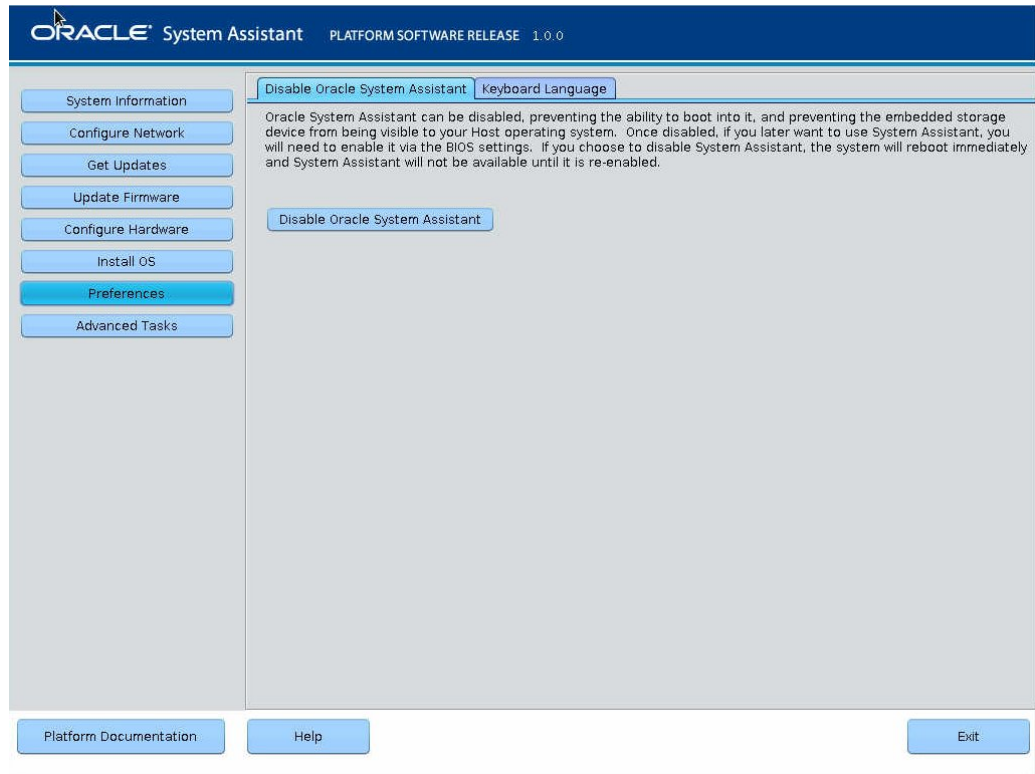 ORACLE® System Assistant PLATFORM SOFTWARE RELEASE 1.0.0
System Information
Configure Network
Get Updates
Update Firmware
Configure Hardware
Install OS
Preferences
Advanced Tasks
Disable Oracle System Assistant Keyboard Language
Oracle System Assistant can be disabled, preventing the ability to boot into it, and preventing the embedded storage
device from being visible to your Host operating system. Once disabled, if you later want to use System Assistant, you
will need to enable it via the BIOS settings. If you choose to disable System Assistant, the system will reboot immediately
and System Assistant will not be available until it is re-enabled.
Disable Oracle System Assistant
Platform Documentation Help Exit